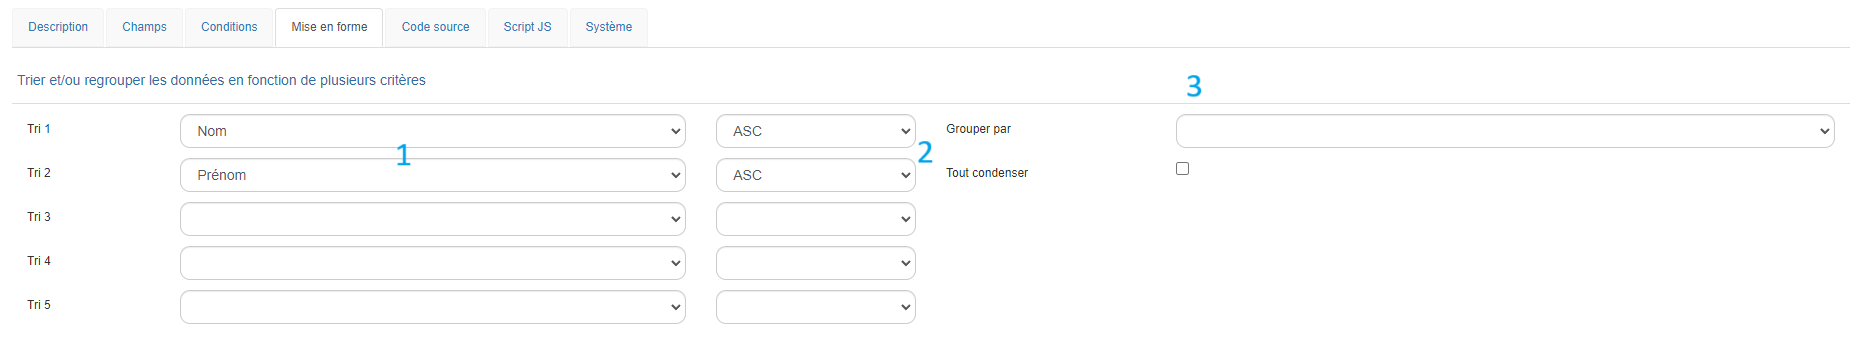 Description Champs Conditions Mise en forme Code source Script JS Système
Trier et/ou regrouper les données en fonction de plusieurs critères
3
Tri 1 Nom ASC Grouper par
1 2
Tri 2 Prénom ASC Tout condenser
Tri 3
Tri 4
Tri 5